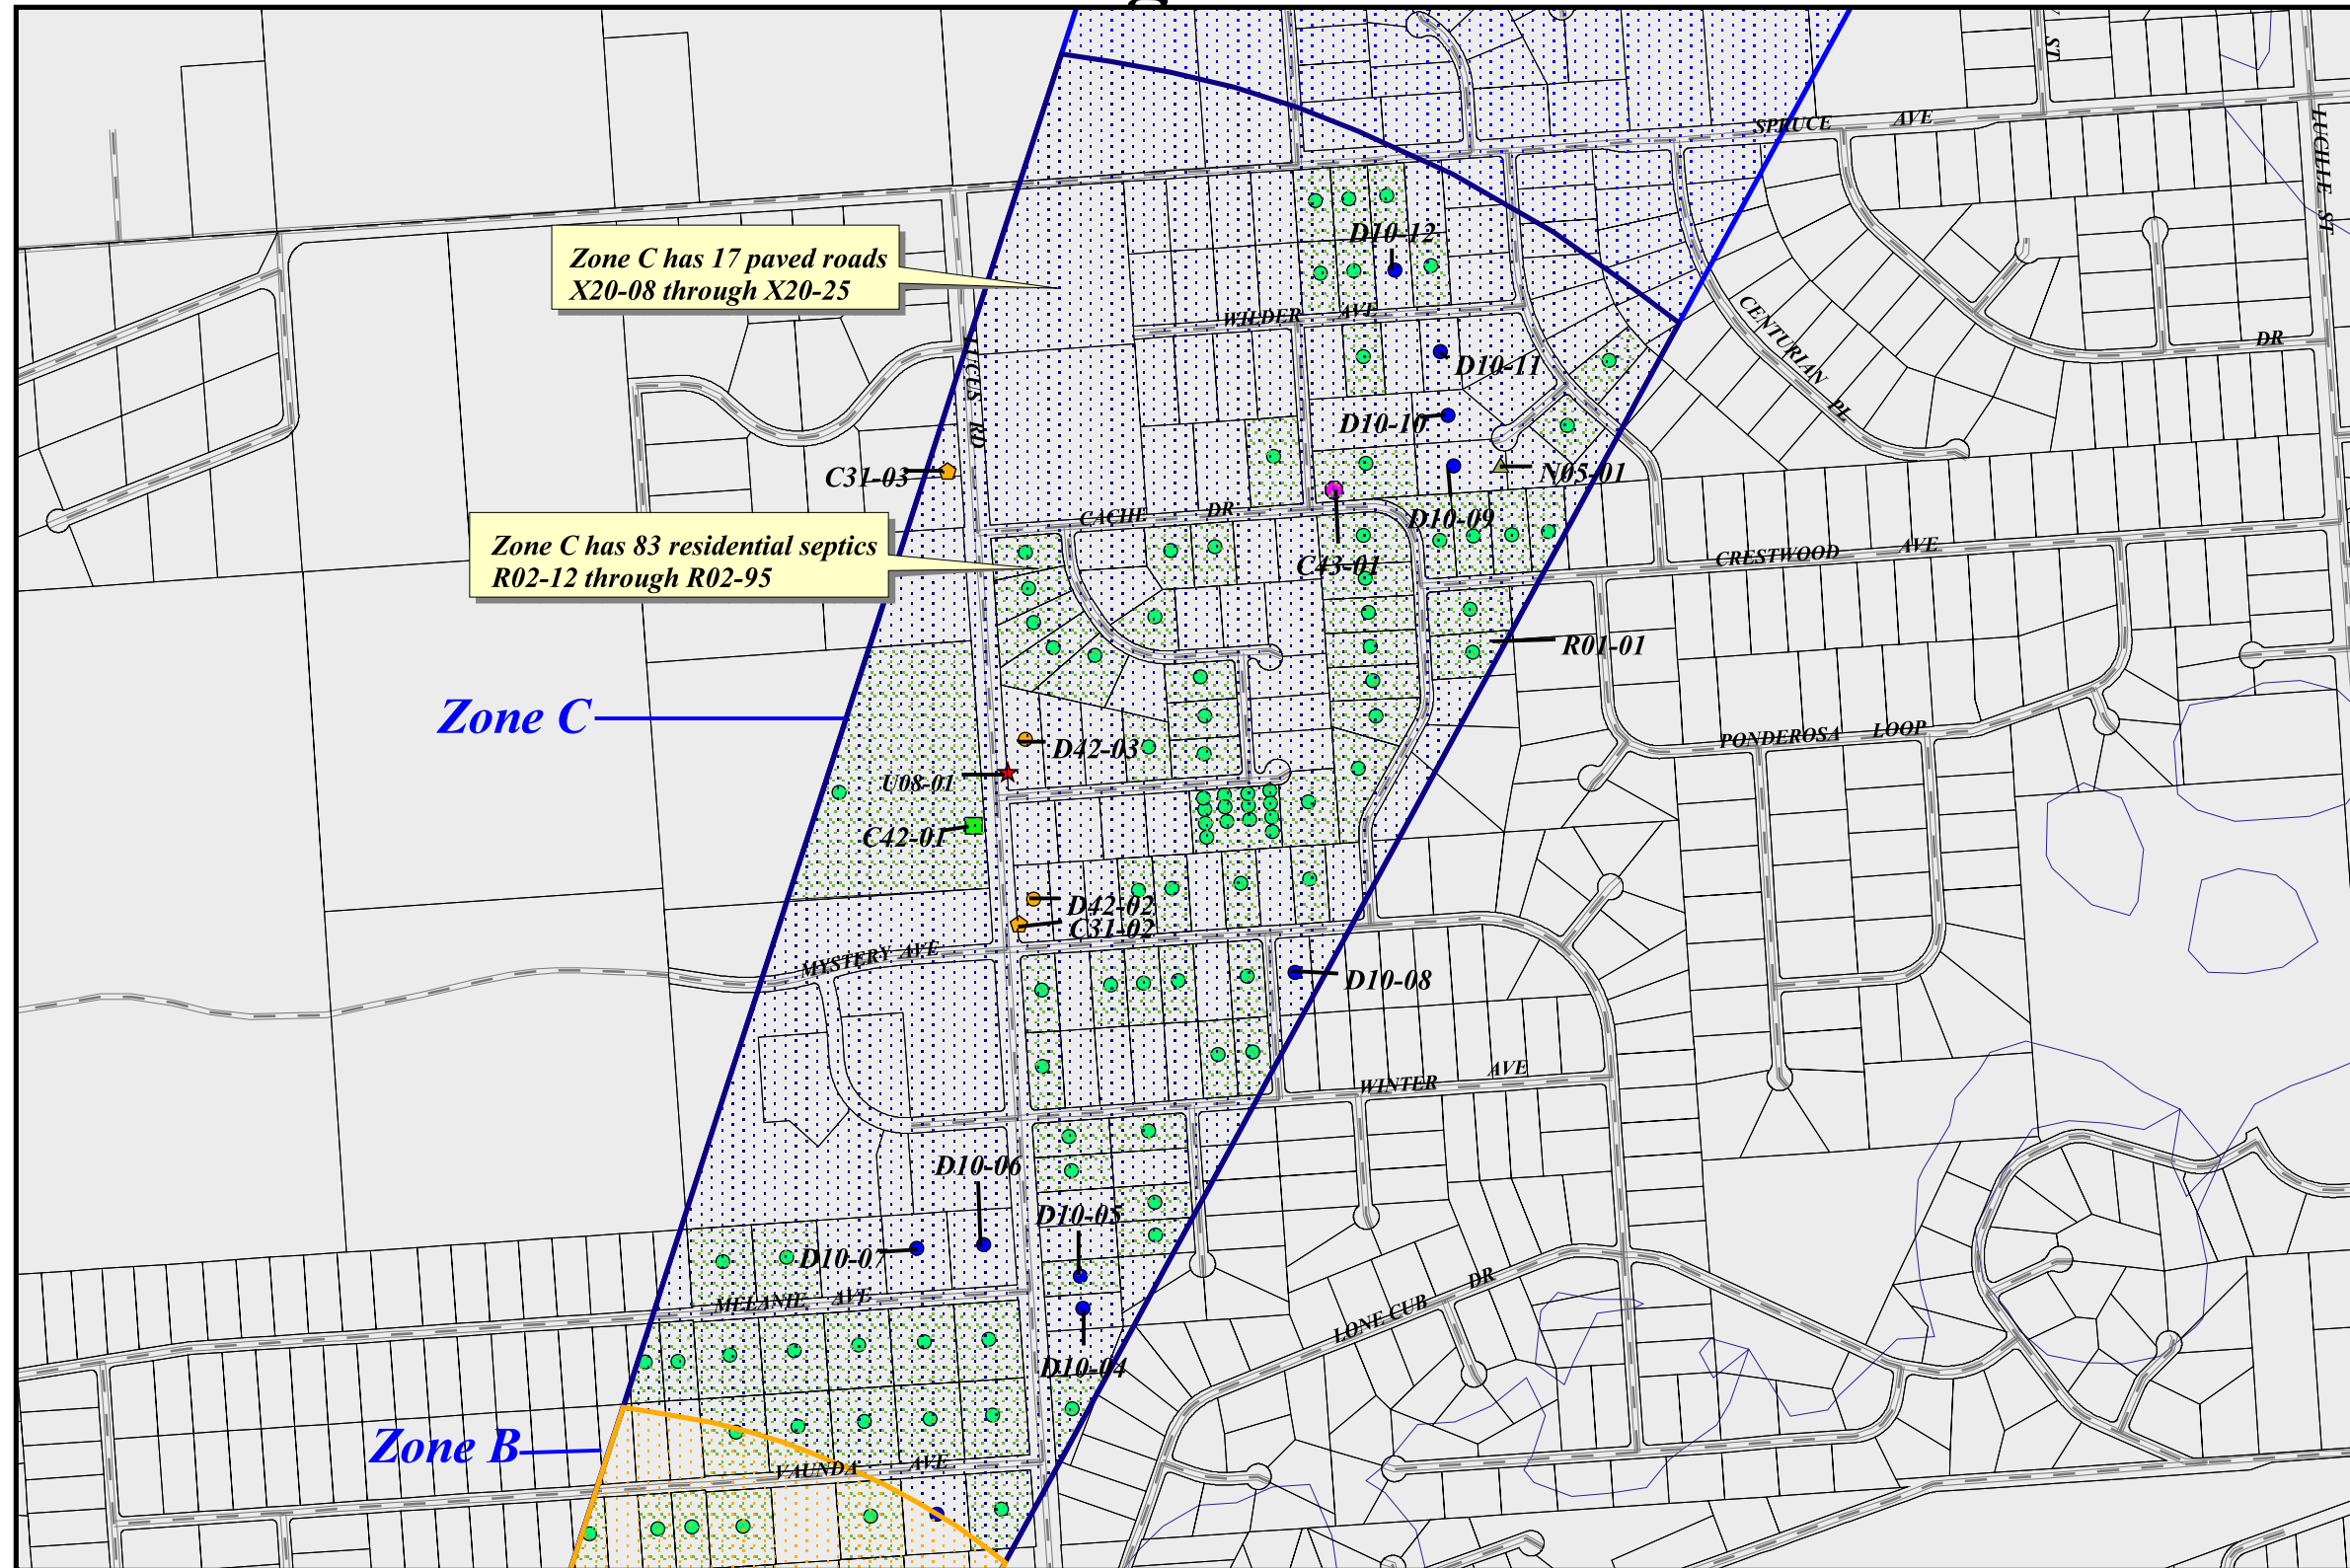 ST
SPRUCE AVE
LUCILLE ST
D10-12
Zone C has 17 paved roads
X20-08 through X20-25
WILDER AVE
CENTURIAN PL
DR
LUCUS RD
D10-11
D10-10
C31-03
N05-01
CACHE DR
D10-09
Zone C has 83 residential septics
R02-12 through R02-95
CRESTWOOD AVE
C43-01
R01-01
Zone C
PONDEROSA LOOP
D42-03
U08-01
C42-01
D42-02
C31-02
MYSTERY AVE
D10-08
WINTER AVE
D10-06
D10-05
D10-07
LONE CUB DR
MELANIE AVE
D10-04
Zone B
VAUNDA AVE